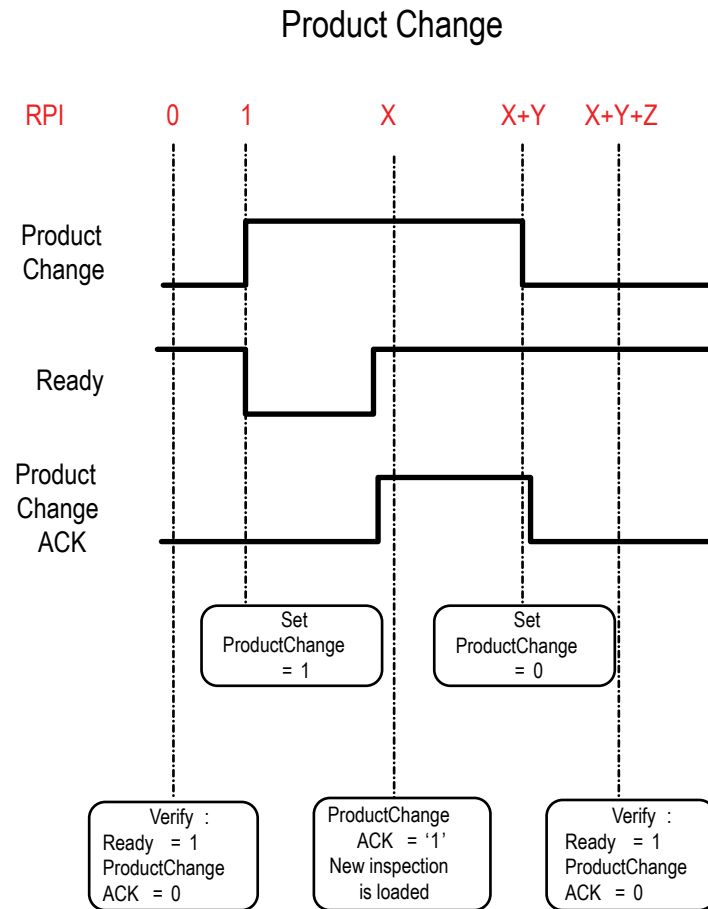 Product Change
RPI 0 1 X X+Y X+Y+Z
Product
Change
Ready
Product
Change
ACK
Set
ProductChange
= 1
Set
ProductChange
= 0
Verify :
Ready = 1
ProductChange
ACK = 0
ProductChange
ACK = ‘1’
New inspection
is loaded
Verify :
Ready = 1
ProductChange
ACK = 0